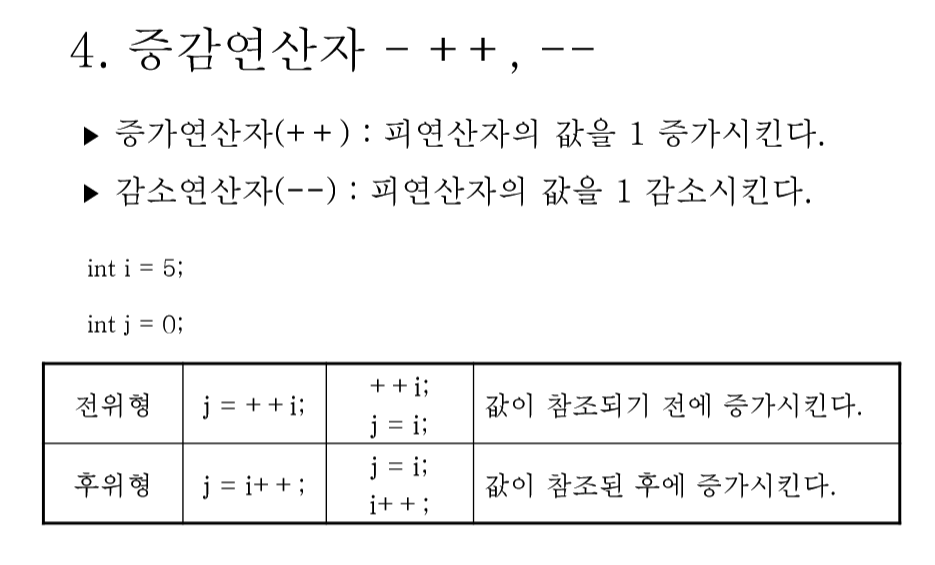 4. 증감연산자 - ++, --
▶ 증가연산자(++) : 피연산자의 값을 1 증가시킨다.
▶ 감소연산자(--) : 피연산자의 값을 1 감소시킨다.
int i = 5;
int j = 0;
전위형 j = ++i; ++i; 값이 참조되기 전에 증가시킨다.
j = i;
후위형 j = i++; j = i; 값이 참조된 후에 증가시킨다.
i++;